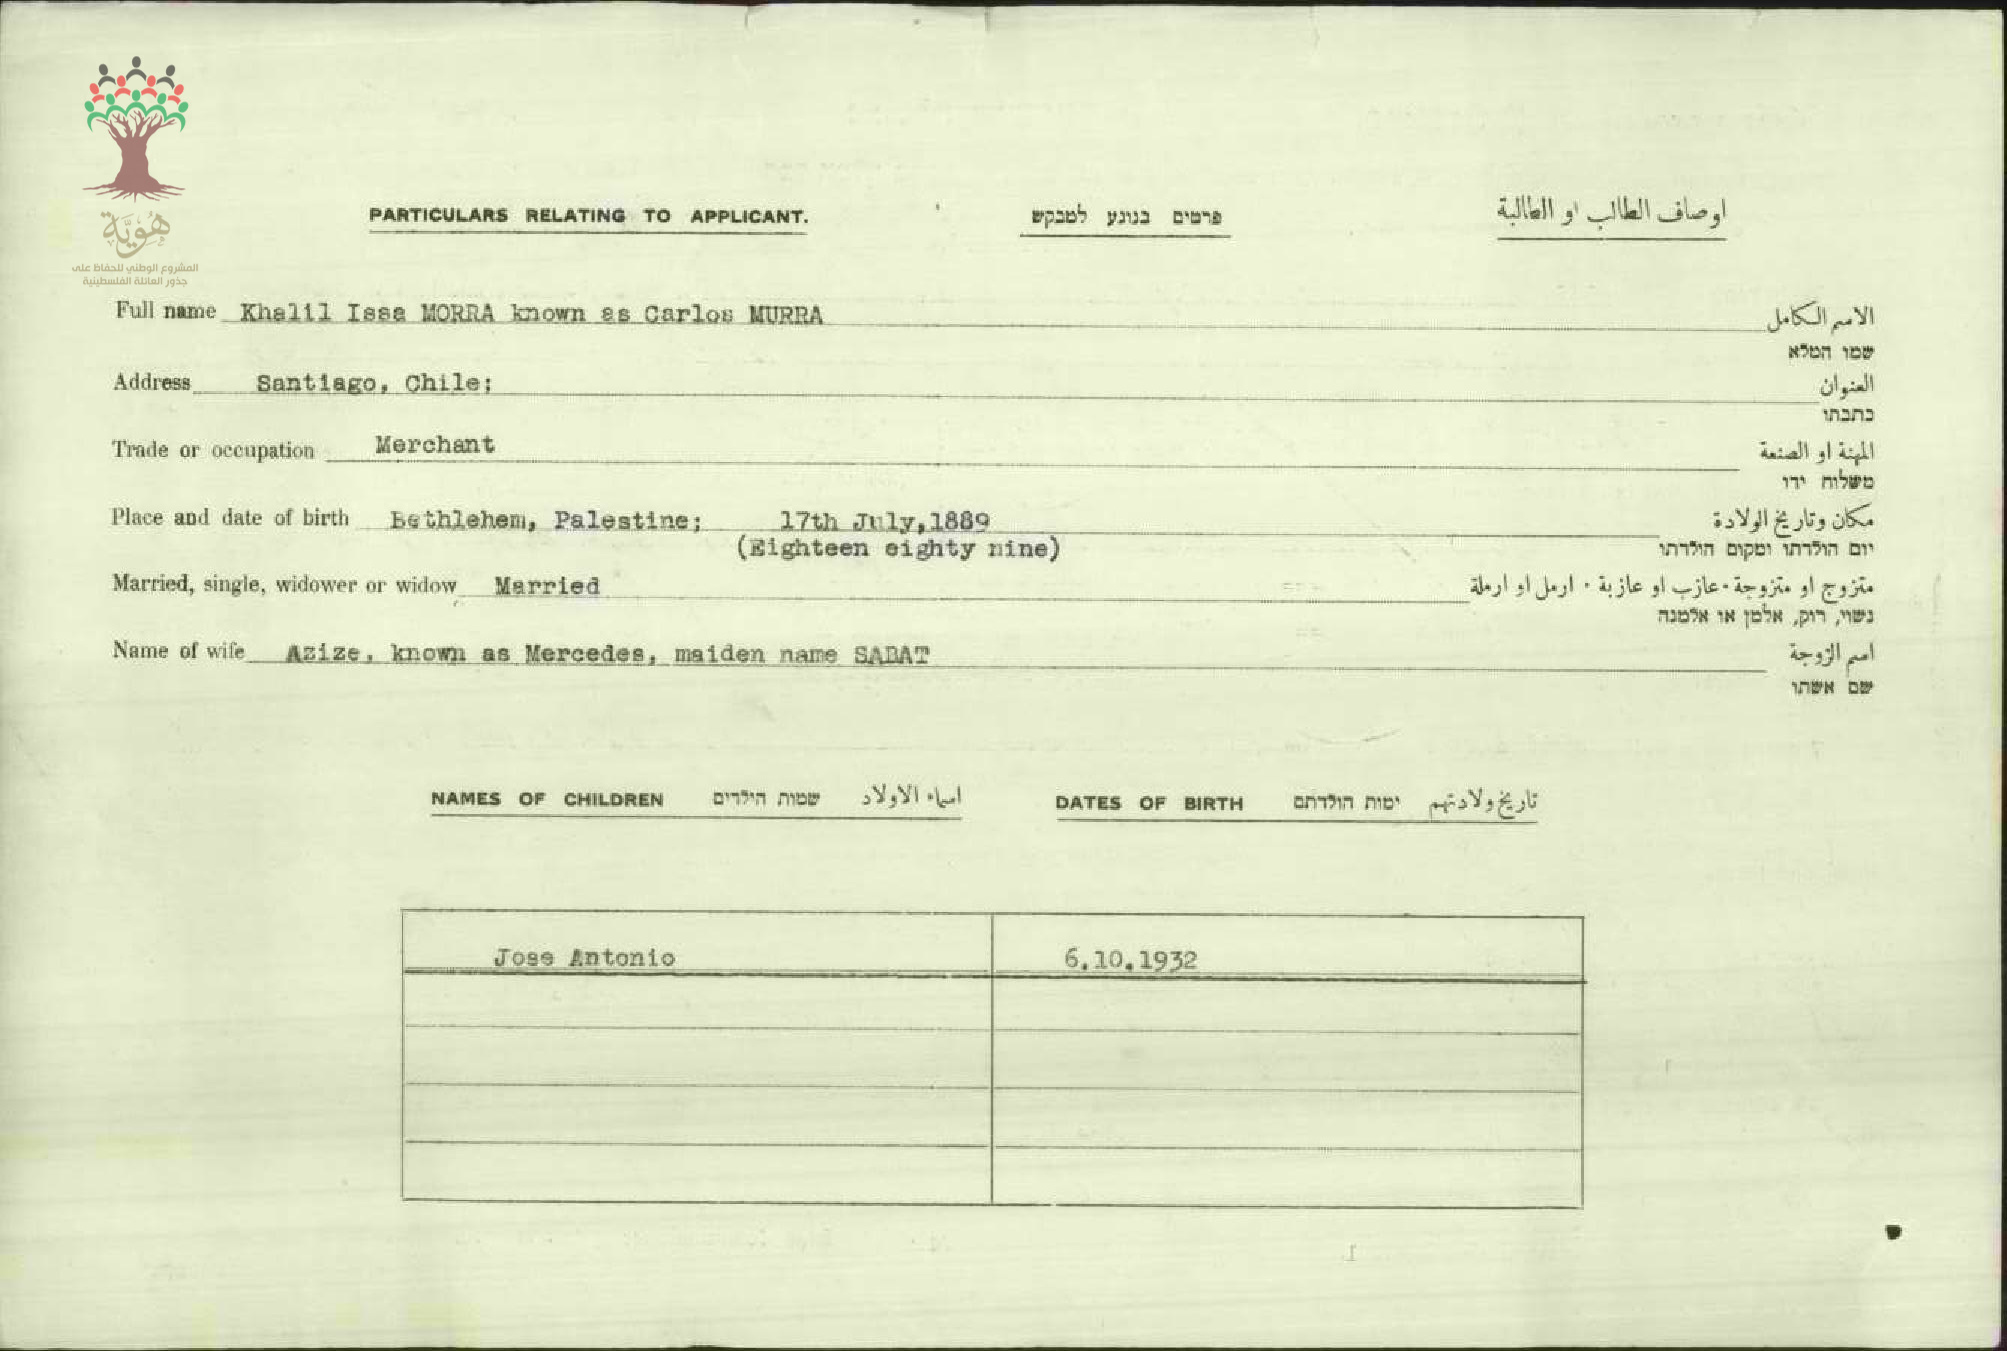 هُوِيَّة
المشروع الوطني للحفاظ على
جذور العائلة الفلسطينية
PARTICULARS RELATING TO APPLICANT. פרטים בנוגע למבקש اوصاف الطالب او الطالبة
Full name Khalil Issa MORRA known as Carlos MURRA الاسم الكامل
שמו המלא
Address Santiago, Chile; العنوان
כתבתו
Trade or occupation Merchant المهنة او الصنعة
משלוח ידו
Place and date of birth Bethlehem, Palestine; 17th July,1889 مكان وتاريخ الولادة
(Eighteen eighty nine) יום הולדתו ומקום הולדתו
Married, single, widower or widow Married متزوج او متزوجة · عازب او عازبة · ارمل او ارملة
נשוי, רוק, אלמן או אלמנה
Name of wife Azize, known as Mercedes, maiden name SABAT اسم الزوجة
שם אשתו
NAMES OF CHILDREN שמות הילדים اسماء الاولاد DATES OF BIRTH ימות הולדתם تاريخ ولادتهم
Jose Antonio 6.10.1932